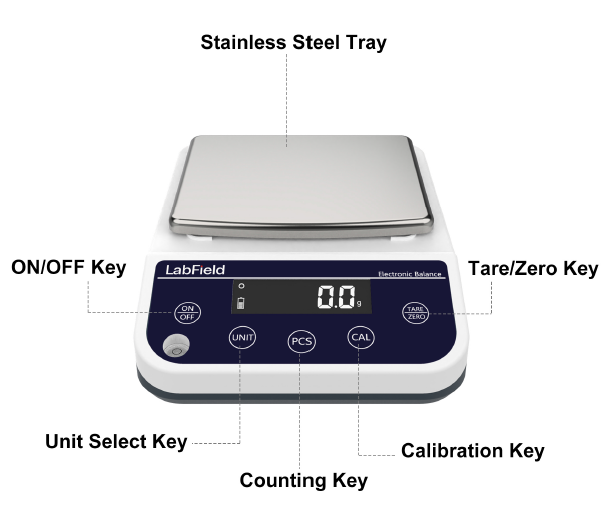 Stainless Steel Tray
ON/OFF Key
LabField
Electronic Balance
Tare/Zero Key
0.0 g
ON
OFF
TARE
ZERO
UNIT
PCS
CAL
Unit Select Key
Calibration Key
Counting Key